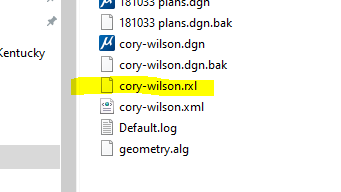 181033 plans.dgn
181033 plans.dgn.bak
cory-wilson.dgn
Kentucky
cory-wilson.dgn.bak
cory-wilson.rxl
cory-wilson.xml
Default.log
geometry.alg